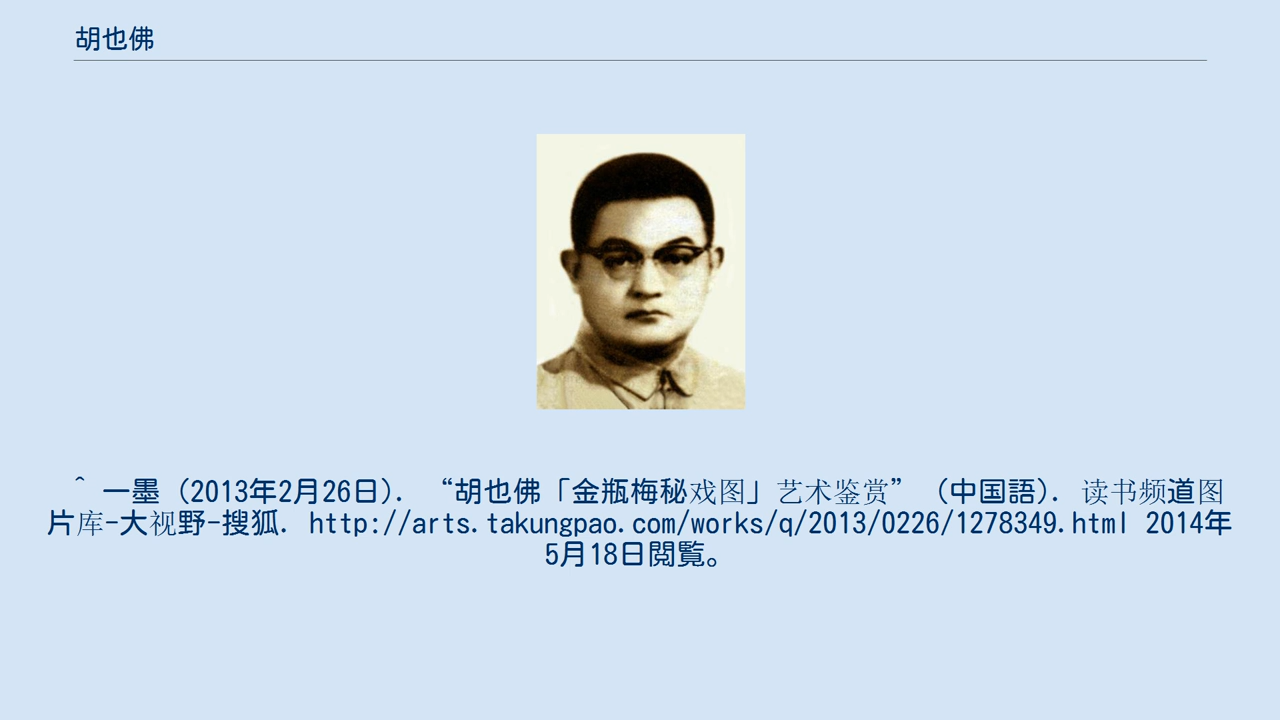 胡也佛
^ 一墨 (2013年2月26日). “胡也佛「金瓶梅秘戏图」艺术鉴赏” (中国語). 读书频道图
片库-大视野-搜狐. http://arts.takungpao.com/works/q/2013/0226/1278349.html 2014年
5月18日閲覧。